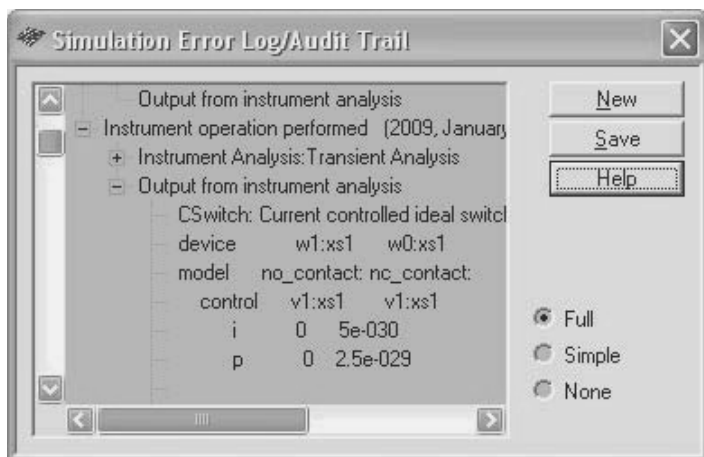 Simulation Error Log/Audit Trail
Output from instrument analysis
Instrument operation performed (2009, January
Instrument Analysis:Transient Analysis
Output from instrument analysis
CSwitch: Current controlled ideal switcl
device w1:xs1 w0:xs1
model no_contact: nc_contact:
control v1:xs1 v1:xs1
i 0 5e-030
p 0 2.5e-029
New
Save
Help
Full
Simple
None